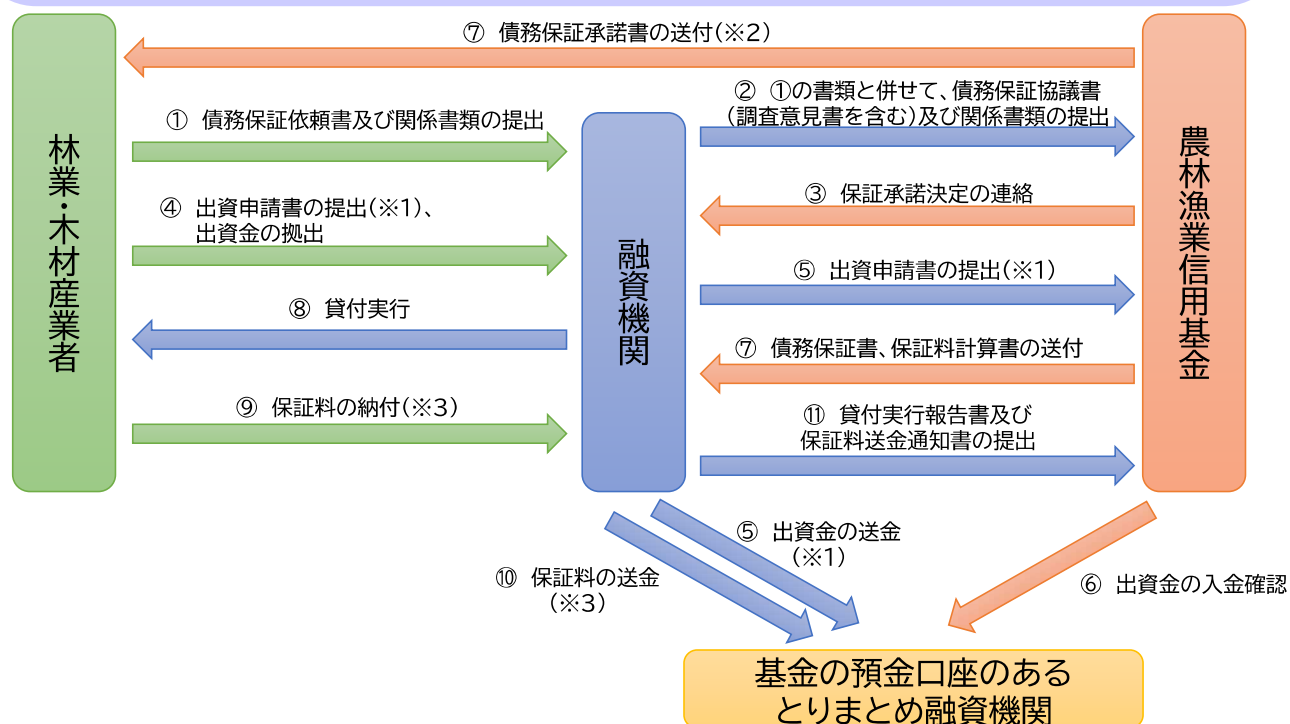 ⑦ 債務保証承諾書の送付(※2)
② ①の書類と併せて、債務保証協議書
(調査意見書を含む)及び関係書類の提出
① 債務保証依頼書及び関係書類の提出
林業・木材産業者
融資機関
農林漁業信用基金
③ 保証承諾決定の連絡
④ 出資申請書の提出(※1)、
出資金の拠出
⑤ 出資申請書の提出(※1)
⑧ 貸付実行
⑦ 債務保証書、保証料計算書の送付
⑨ 保証料の納付(※3)
⑪ 貸付実行報告書及び
保証料送金通知書の提出
⑤ 出資金の送金
(※1)
⑩ 保証料の送金
(※3)
⑥ 出資金の入金確認
基金の預金口座のある
とりまとめ融資機関